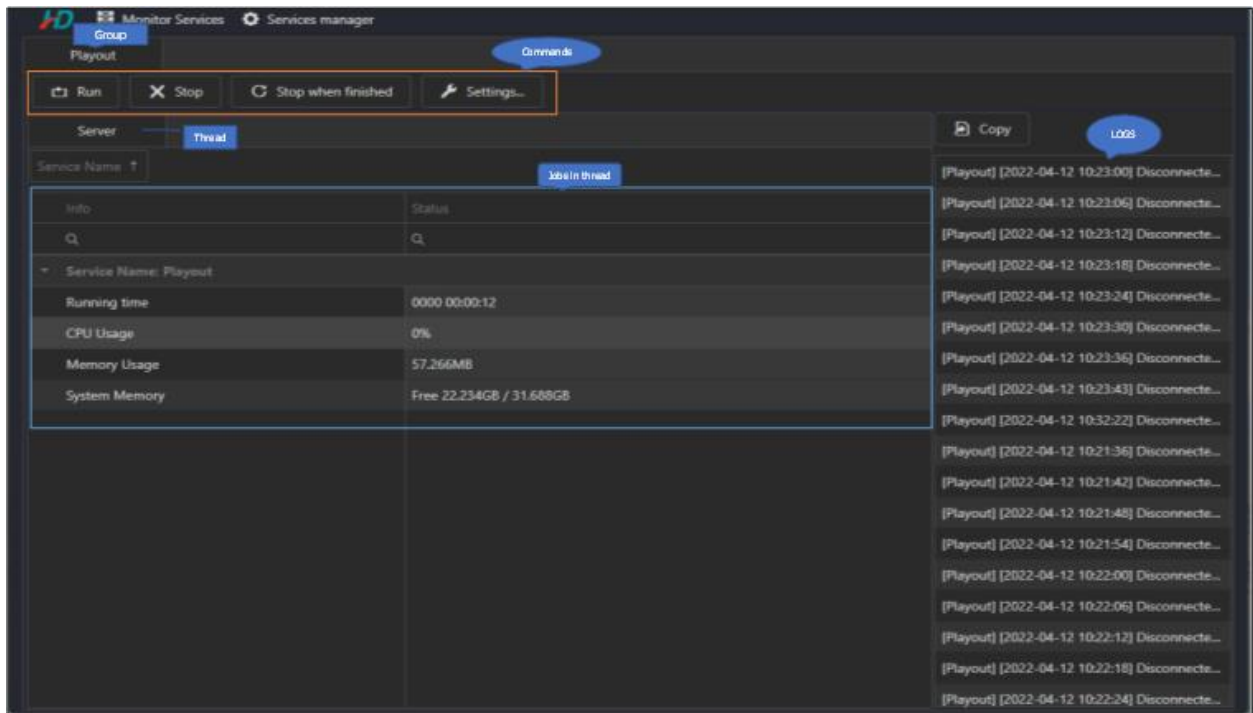 HD Monitor Services Services manager
Group
Playout
Commands
Run Stop Stop when finished Settings...
Server
Thread
Copy
LOGS
Service Name ↑
Jobs in thread
Info Status
Service Name: Playout
Running time 0000 00:00:12
CPU Usage 0%
Memory Usage 57.266MB
System Memory Free 22.234GB / 31.688GB
[Playout] [2022-04-12 10:23:00] Disconnecte...
[Playout] [2022-04-12 10:23:06] Disconnecte...
[Playout] [2022-04-12 10:23:12] Disconnecte...
[Playout] [2022-04-12 10:23:18] Disconnecte...
[Playout] [2022-04-12 10:23:24] Disconnecte...
[Playout] [2022-04-12 10:23:30] Disconnecte...
[Playout] [2022-04-12 10:23:36] Disconnecte...
[Playout] [2022-04-12 10:23:43] Disconnecte...
[Playout] [2022-04-12 10:32:22] Disconnecte...
[Playout] [2022-04-12 10:21:36] Disconnecte...
[Playout] [2022-04-12 10:21:42] Disconnecte...
[Playout] [2022-04-12 10:21:48] Disconnecte...
[Playout] [2022-04-12 10:21:54] Disconnecte...
[Playout] [2022-04-12 10:22:00] Disconnecte...
[Playout] [2022-04-12 10:22:06] Disconnecte...
[Playout] [2022-04-12 10:22:12] Disconnecte...
[Playout] [2022-04-12 10:22:18] Disconnecte...
[Playout] [2022-04-12 10:22:24] Disconnecte...